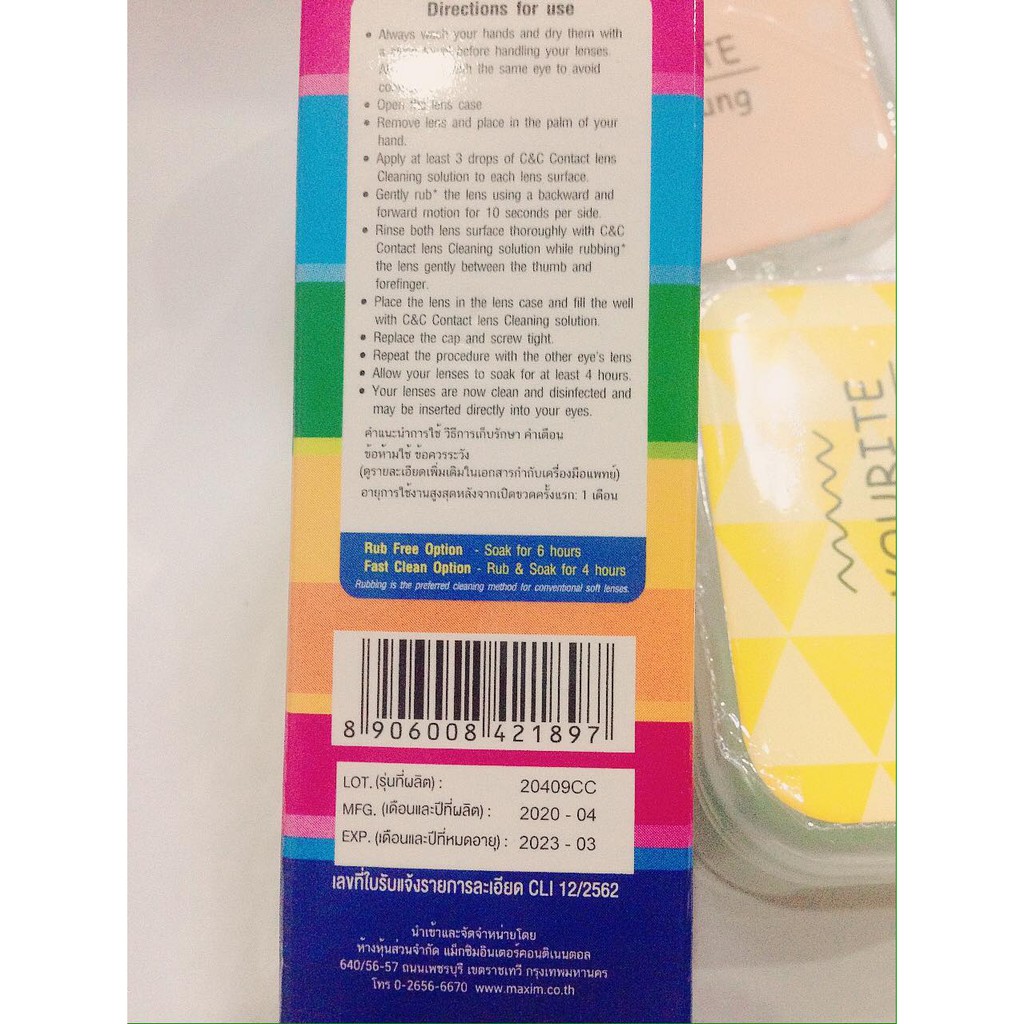 Directions for use
• Always wash your hands and dry them with
a before handling your lenses.
the same eye to avoid
• Open the lens case
• Remove lens and place in the palm of your
hand.
• Apply at least 3 drops of C&C Contact lens
Cleaning solution to each lens surface.
• Gently rub* the lens using a backward and
forward motion for 10 seconds per side.
• Rinse both lens surface thoroughly with C&C
Contact lens Cleaning solution while rubbing*
the lens gently between the thumb and
forefinger.
• Place the lens in the lens case and fill the well
with C&C Contact lens Cleaning solution.
• Replace the cap and screw tight.
• Repeat the procedure with the other eye's lens
• Allow your lenses to soak for at least 4 hours.
• Your lenses are now clean and disinfected and
may be inserted directly into your eyes.
คำแนะนำการใช้ วิธีการเก็บรักษา คำเตือน
ข้อห้ามใช้ ข้อควรระวัง
(ดูรายละเอียดเพิ่มเติมในเอกสารกำกับเครื่องมือแพทย์)
อายุการใช้งานสูงสุดหลังจากเปิดขวดครั้งแรก: 1 เดือน
Rub Free Option - Soak for 6 hours
Fast Clean Option - Rub & Soak for 4 hours
Rubbing is the preferred cleaning method for conventional soft lenses.
8 906008 421897
LOT. (รุ่นที่ผลิต) : 20409CC
MFG. (เดือนและปีที่ผลิต) : 2020 - 04
EXP. (เดือนและปีที่หมดอายุ) : 2023 - 03
เลขที่ใบรับแจ้งรายการละเอียด CLI 12/2562
นำเข้าและจัดจำหน่ายโดย
ห้างหุ้นส่วนจำกัด แม็กซิมอินเตอร์คอนติเนนตอล
640/56-57 ถนนเพชรบุรี เขตราชเทวี กรุงเทพมหานคร
โทร 0-2656-6670 www.maxim.co.th